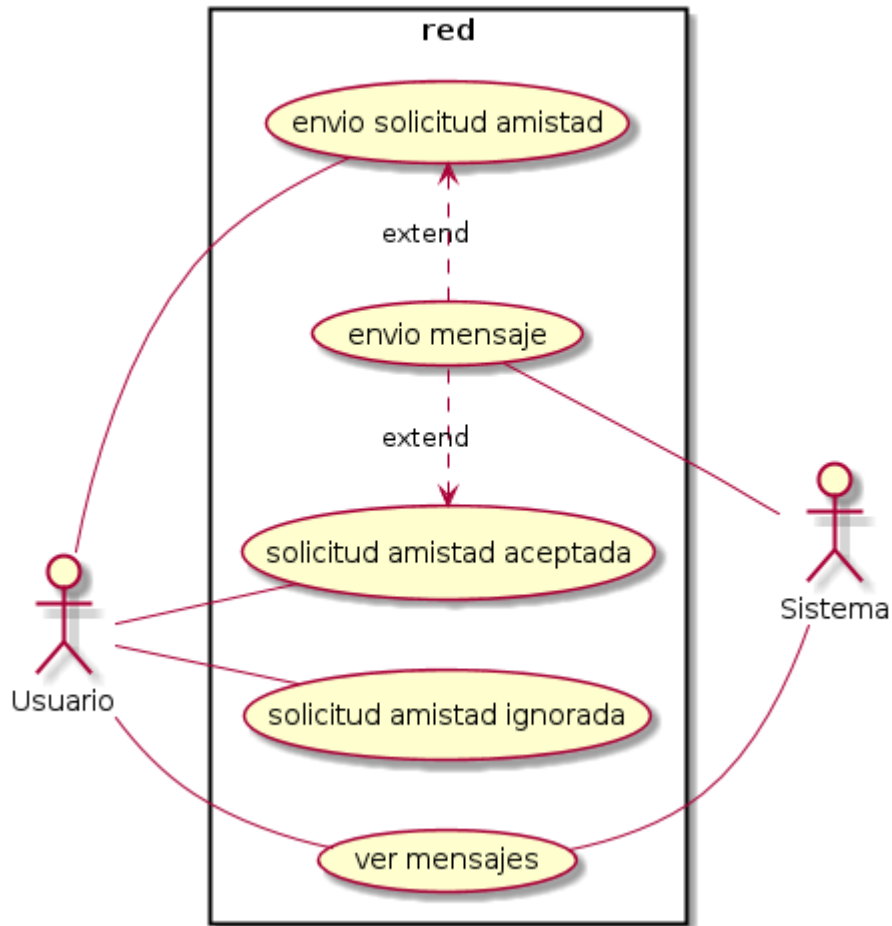 red
envio solicitud amistad
extend
envio mensaje
extend
solicitud amistad aceptada
Sistema
solicitud amistad ignorada
Usuario
ver mensajes